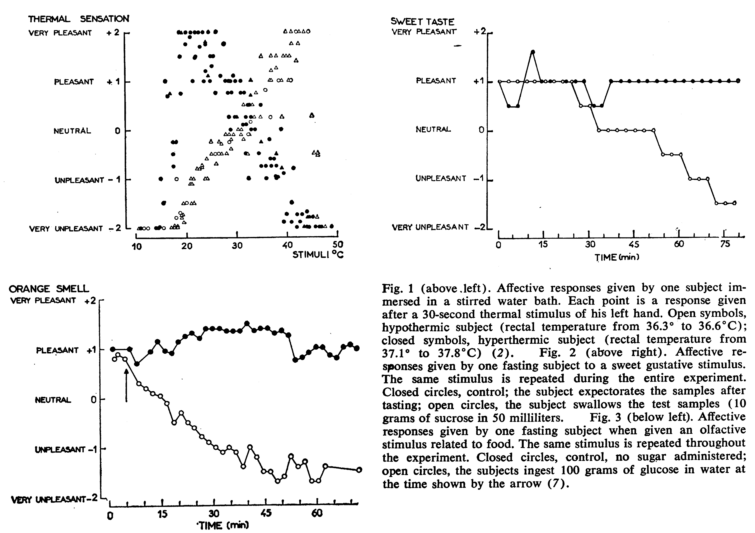 THERMAL SENSATION
VERY PLEASANT +2
PLEASANT +1
NEUTRAL 0
UNPLEASANT -1
VERY UNPLEASANT -2
10 20 30 40 50
STIMULI °C
SWEET TASTE
VERY PLEASANT +2
PLEASANT +1
NEUTRAL 0
UNPLEASANT -1
VERY UNPLEASANT -2
0 15 30 45 60 75
TIME (min)
ORANGE SMELL
VERY PLEASANT +2
PLEASANT +1
NEUTRAL 0
UNPLEASANT -1
VERY UNPLEASANT -2
0 15 30 45 60
TIME (min)
Fig. 1 (above left). Affective responses given by one subject im-
mersed in a stirred water bath. Each point is a response given
after a 30-second thermal stimulus of his left hand. Open symbols,
hypothermic subject (rectal temperature from 36.3° to 36.6°C);
closed symbols, hyperthermic subject (rectal temperature from
37.1° to 37.8°C) (2). Fig. 2 (above right). Affective re-
sponses given by one fasting subject to a sweet gustative stimulus.
The same stimulus is repeated during the entire experiment.
Closed circles, control; the subject expectorates the samples after
tasting; open circles, the subject swallows the test samples (10
grams of sucrose in 50 milliliters. Fig. 3 (below left). Affective
responses given by one fasting subject when given an olfactive
stimulus related to food. The same stimulus is repeated throughout
the experiment. Closed circles, control, no sugar administered;
open circles, the subjects ingest 100 grams of glucose in water at
the time shown by the arrow (7).